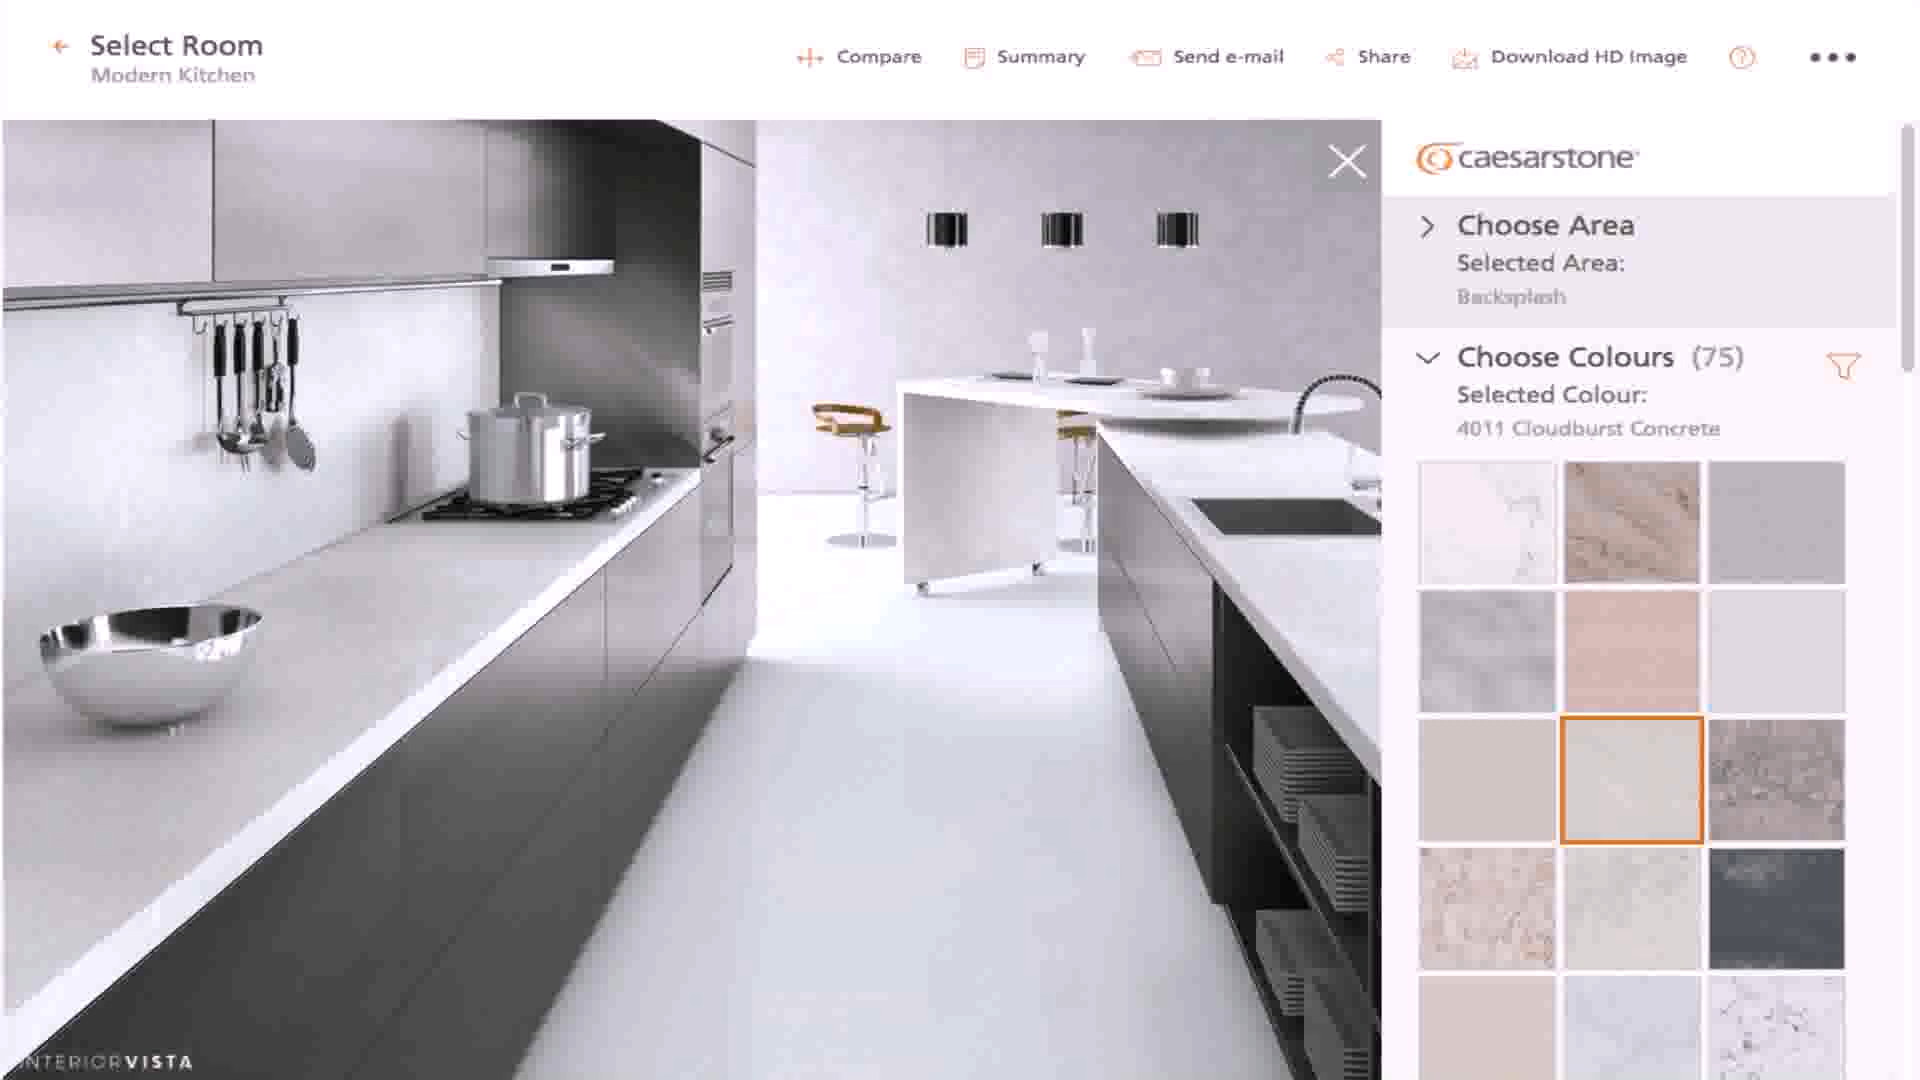 Select Room
Modern Kitchen
Compare
Summary
Send e-mail
Share
Download HD Image
?
caesarstone
Choose Area
Selected Area:
Backsplash
Choose Colours (75)
Selected Colour:
4011 Cloudburst Concrete
INTERIORVISTA